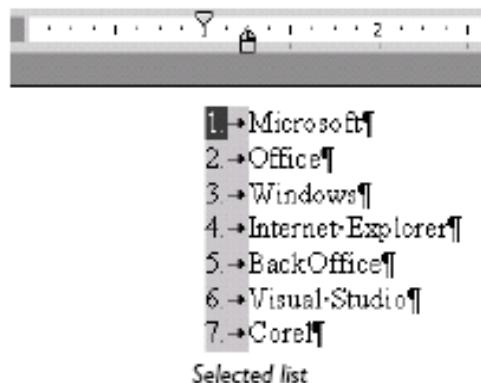 1 2
1.→Microsoft¶
2.→Office¶
3.→Windows¶
4.→Internet·Explorer¶
5.→BackOffice¶
6.→Visual·Studio¶
7.→Corel¶
Selected list